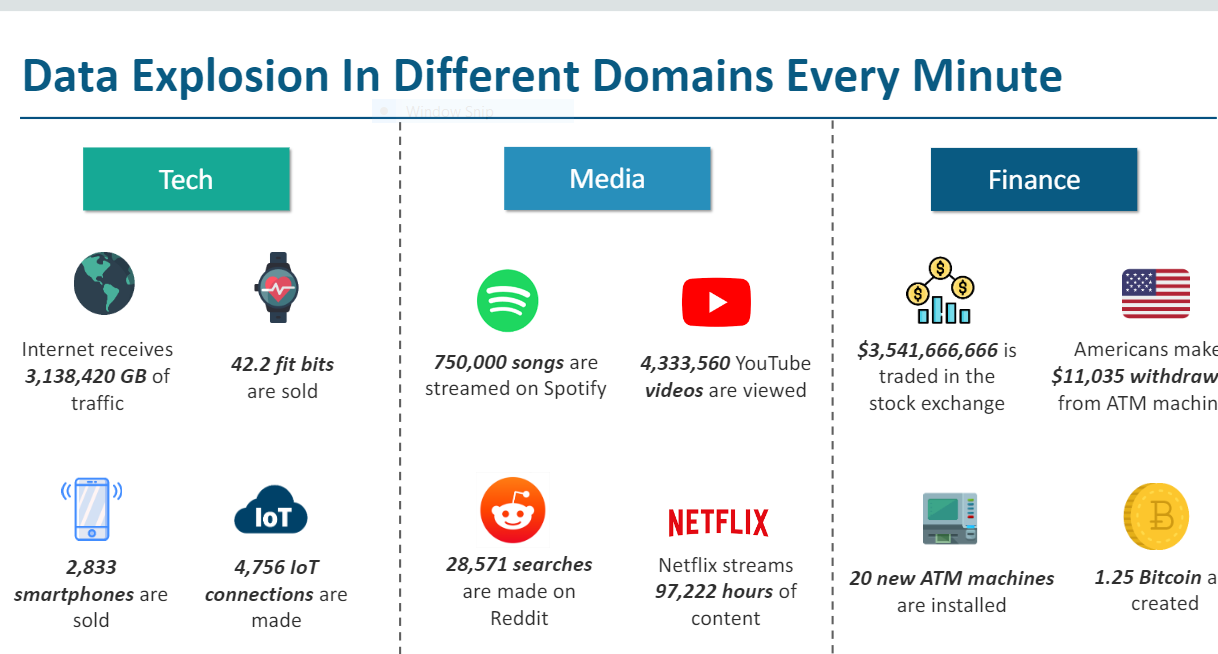 Data Explosion In Different Domains Every Minute
Window Snip
Tech
Internet receives
3,138,420 GB of
traffic
42.2 fit bits
are sold
2,833
smartphones are
sold
IoT
4,756 IoT
connections are
made
Media
750,000 songs are
streamed on Spotify
4,333,560 YouTube
videos are viewed
28,571 searches
are made on
Reddit
NETFLIX
Netflix streams
97,222 hours of
content
Finance
$3,541,666,666 is
traded in the
stock exchange
Americans make
$11,035 withdraw
from ATM machin
20 new ATM machines
are installed
1.25 Bitcoin a
created